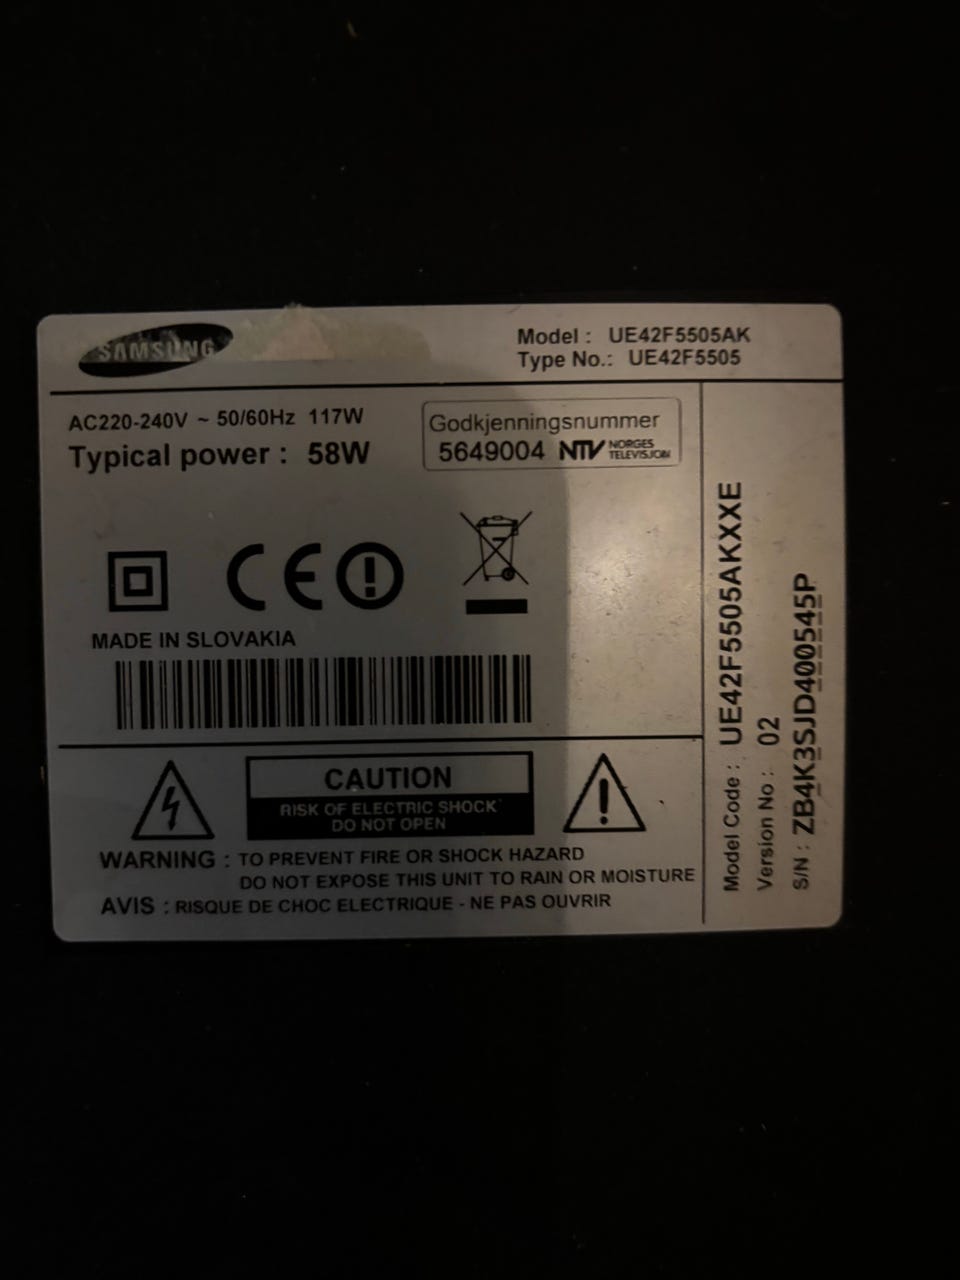 SAMSUNG
Model : UE42F5505AK
Type No.: UE42F5505
AC220-240V ~ 50/60Hz 117W
Typical power : 58W
Godkjenningsnummer
5649004 NTV NORGES TELEVISJON
CE
MADE IN SLOVAKIA
CAUTION
RISK OF ELECTRIC SHOCK
DO NOT OPEN
WARNING : TO PREVENT FIRE OR SHOCK HAZARD
DO NOT EXPOSE THIS UNIT TO RAIN OR MOISTURE
AVIS : RISQUE DE CHOC ELECTRIQUE - NE PAS OUVRIR
Model Code : UE42F5505AKXXE
Version No : 02
S/N : ZB4K3SJD400545P